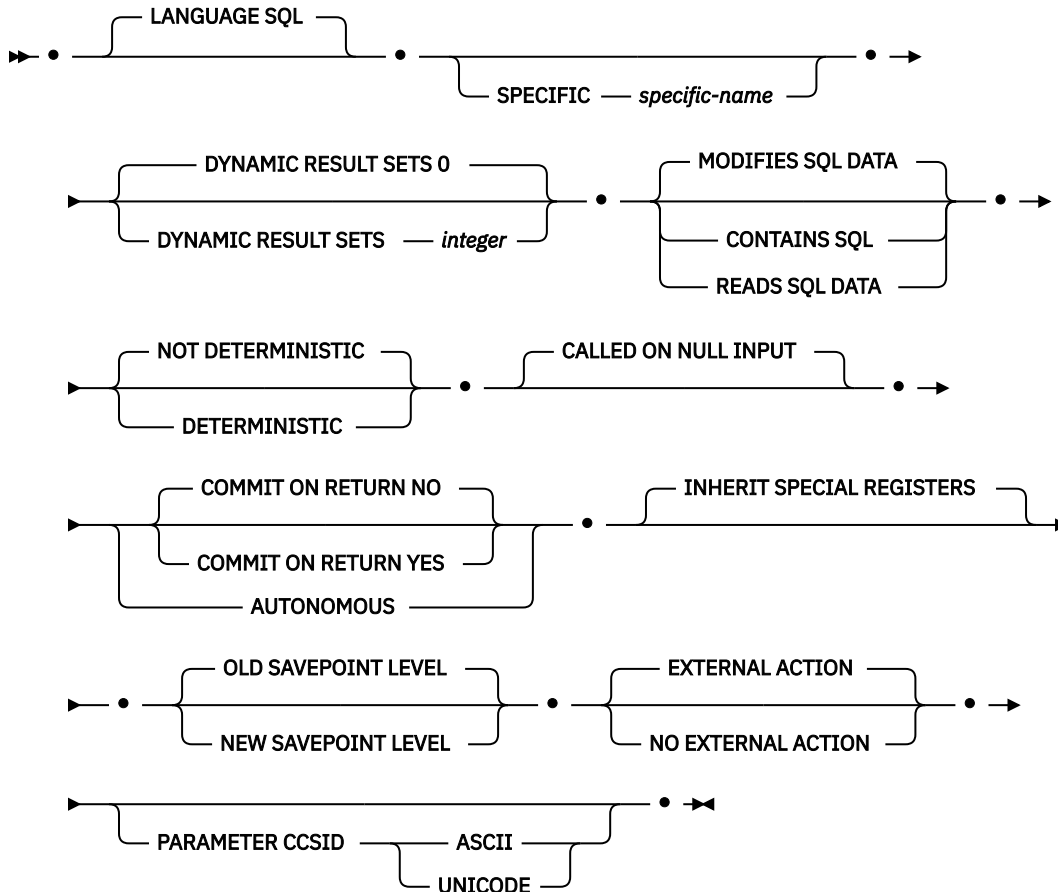 LANGUAGE SQL
SPECIFIC specific-name
DYNAMIC RESULT SETS 0
MODIFIES SQL DATA
DYNAMIC RESULT SETS integer
CONTAINS SQL
READS SQL DATA
NOT DETERMINISTIC
CALLED ON NULL INPUT
DETERMINISTIC
COMMIT ON RETURN NO
INHERIT SPECIAL REGISTERS
COMMIT ON RETURN YES
AUTONOMOUS
OLD SAVEPOINT LEVEL
EXTERNAL ACTION
NEW SAVEPOINT LEVEL
NO EXTERNAL ACTION
PARAMETER CCSID
ASCII
UNICODE